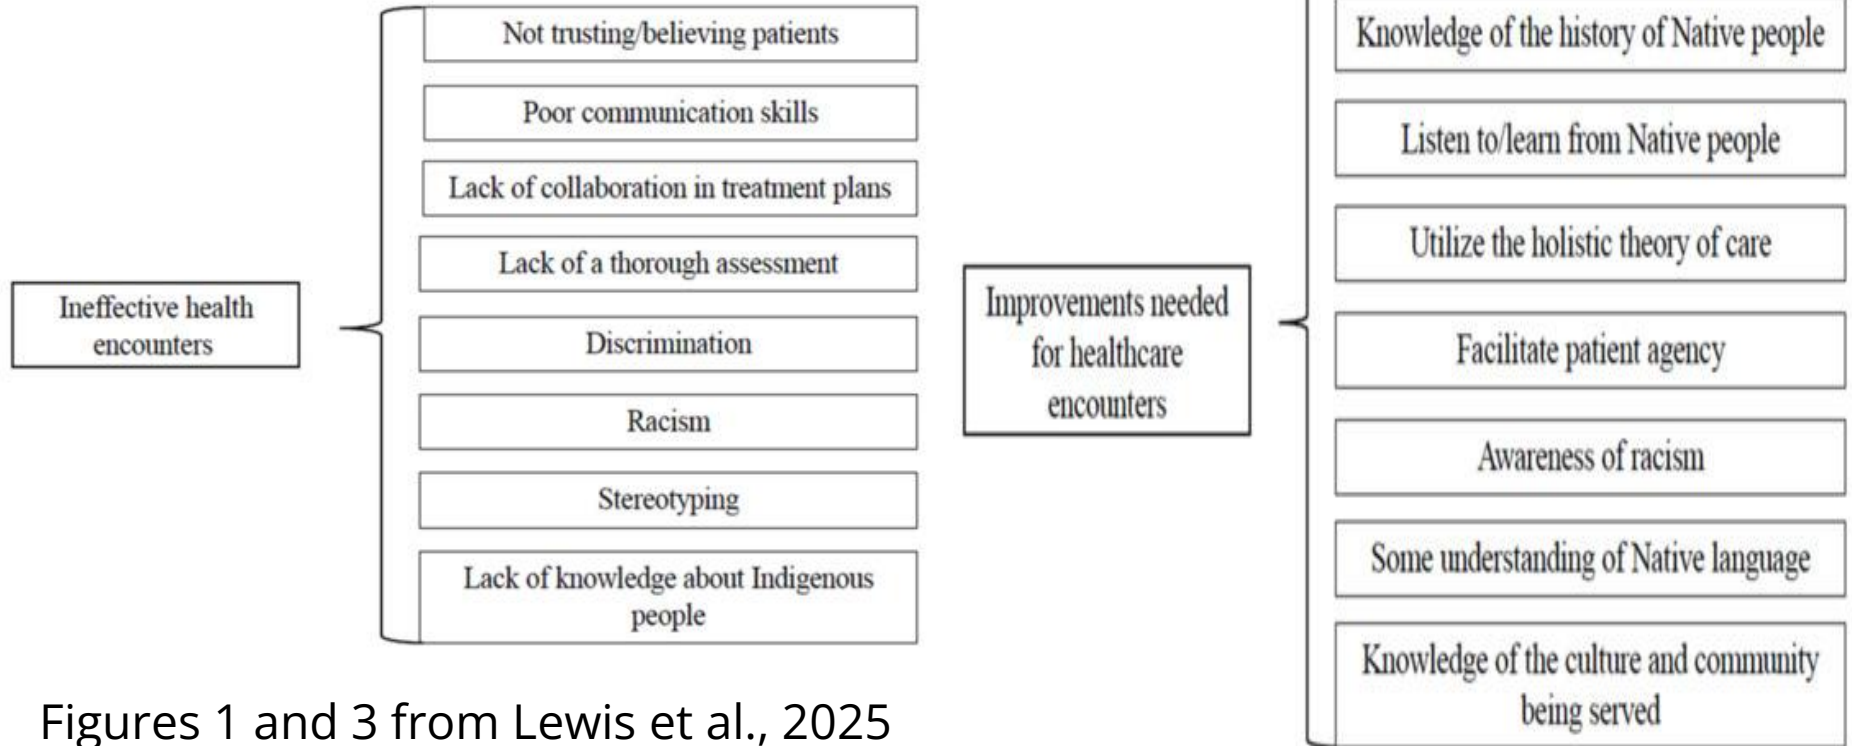 Ineffective health
encounters
Not trusting/believing patients
Poor communication skills
Lack of collaboration in treatment plans
Lack of a thorough assessment
Discrimination
Racism
Stereotyping
Lack of knowledge about Indigenous
people
Improvements needed
for healthcare
encounters
Knowledge of the history of Native people
Listen to/learn from Native people
Utilize the holistic theory of care
Facilitate patient agency
Awareness of racism
Some understanding of Native language
Knowledge of the culture and community
being served
Figures 1 and 3 from Lewis et al., 2025